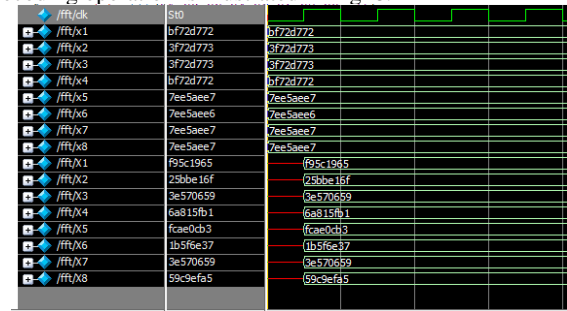 /fft/clk St0
/fft/x1 bf72d772 bf72d772
/fft/x2 3f72d773 3f72d773
/fft/x3 3f72d773 3f72d773
/fft/x4 bf72d772 bf72d772
/fft/x5 7ee5aee7 7ee5aee7
/fft/x6 7ee5aee6 7ee5aee6
/fft/x7 7ee5aee7 7ee5aee7
/fft/x8 7ee5aee7 7ee5aee7
/fft/X1 f95c1965 f95c1965
/fft/X2 25bbe16f 25bbe16f
/fft/X3 3e570659 3e570659
/fft/X4 6a815fb1 6a815fb1
/fft/X5 fcae0cb3 fcae0cb3
/fft/X6 1b5f6e37 1b5f6e37
/fft/X7 3e570659 3e570659
/fft/X8 59c9efa5 59c9efa5